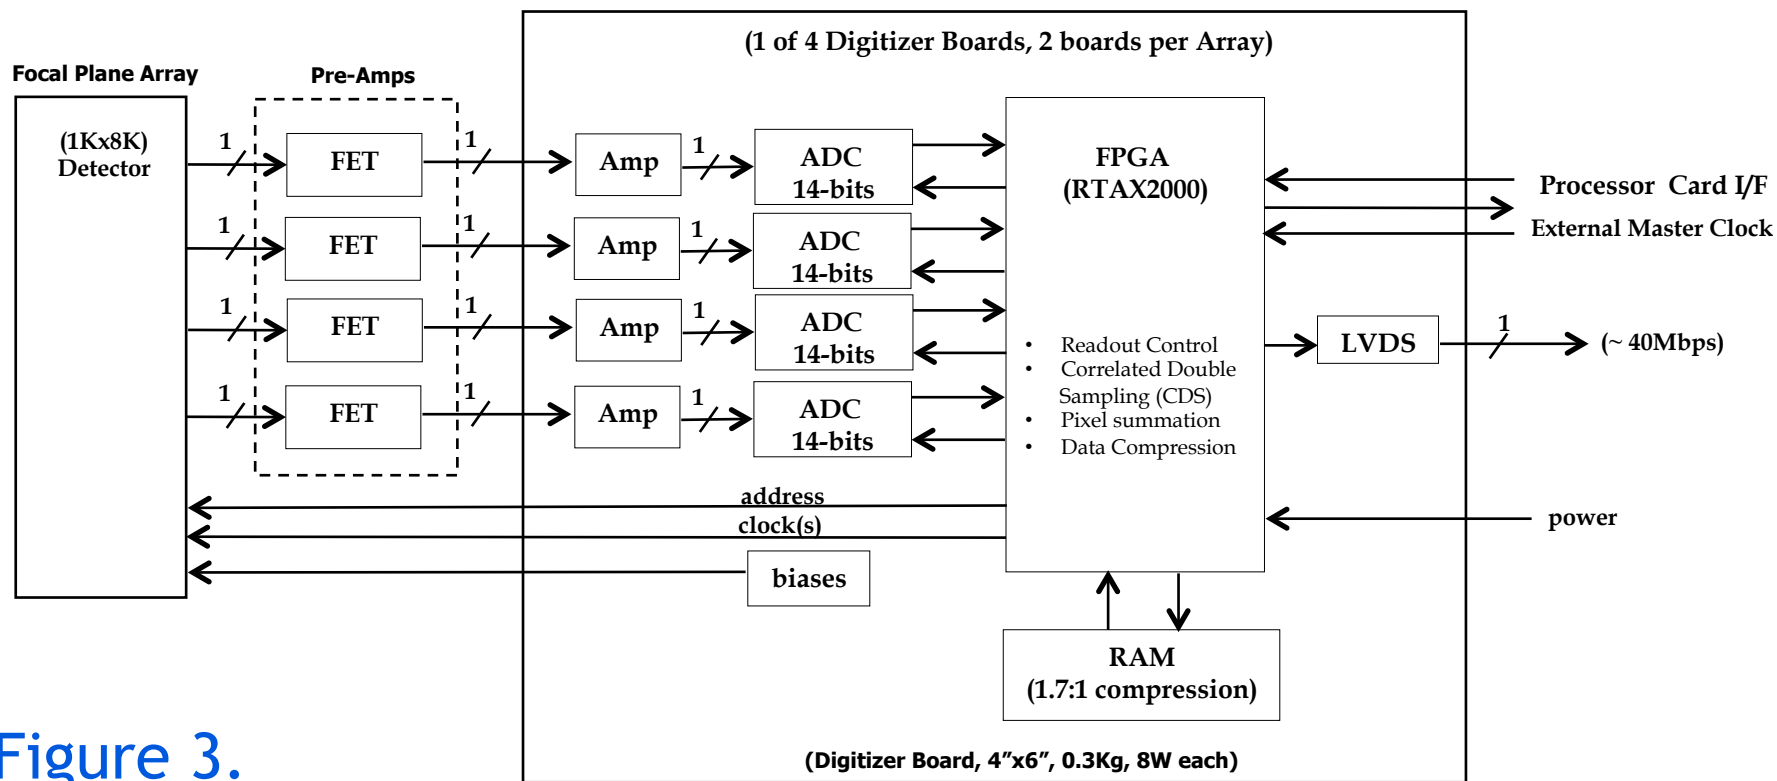 (1 of 4 Digitizer Boards, 2 boards per Array)
Focal Plane Array
Pre-Amps
(1Kx8K)
Detector
1
FET
1
Amp
1
ADC
14-bits
1
FET
1
Amp
1
ADC
14-bits
1
FET
1
Amp
1
ADC
14-bits
1
FET
1
Amp
1
ADC
14-bits
FPGA
(RTAX2000)
• Readout Control
• Correlated Double
Sampling (CDS)
• Pixel summation
• Data Compression
Processor Card I/F
External Master Clock
LVDS
1
(~ 40Mbps)
address
clock(s)
biases
power
RAM
(1.7:1 compression)
(Digitizer Board, 4”x6”, 0.3Kg, 8W each)
Figure 3.